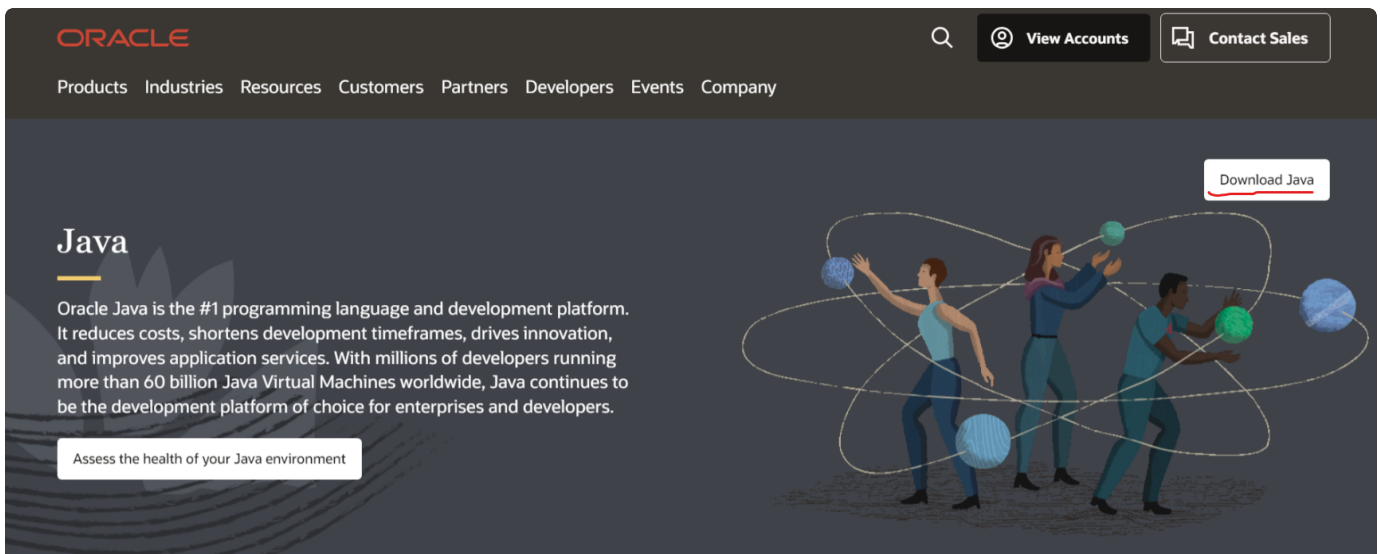 ORACLE
View Accounts
Contact Sales
Products Industries Resources Customers Partners Developers Events Company
Download Java
Java
Oracle Java is the #1 programming language and development platform.
It reduces costs, shortens development timeframes, drives innovation,
and improves application services. With millions of developers running
more than 60 billion Java Virtual Machines worldwide, Java continues to
be the development platform of choice for enterprises and developers.
Assess the health of your Java environment